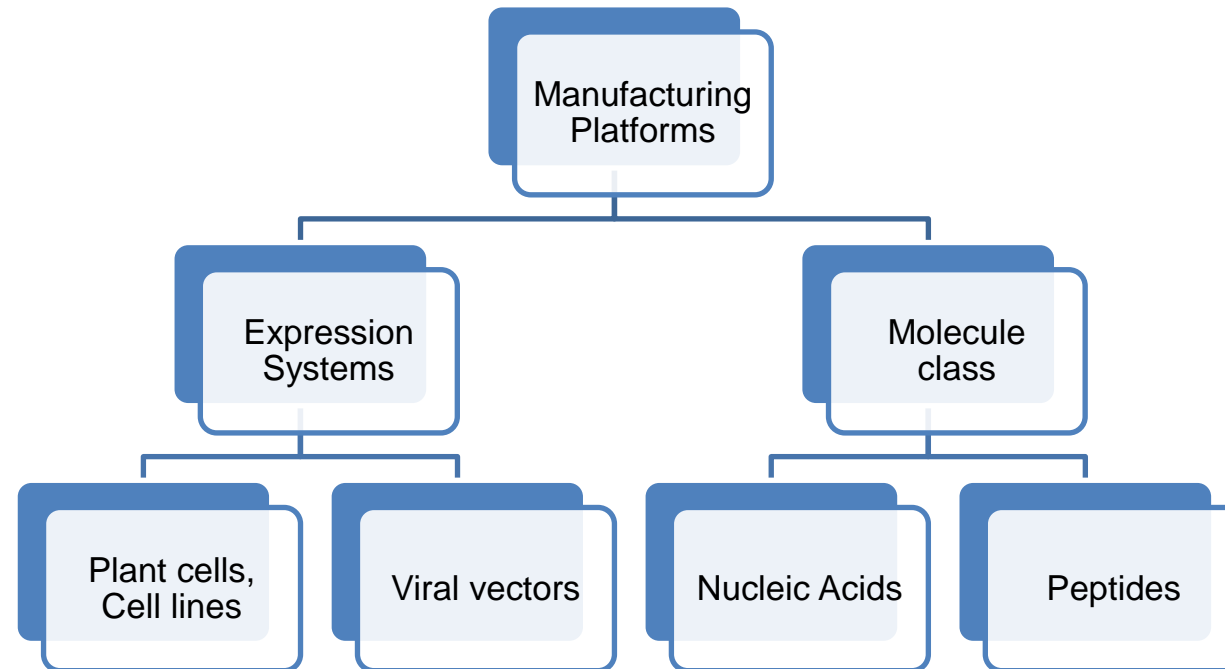 Manufacturing
Platforms
Expression
Systems
Molecule
class
Plant cells,
Cell lines
Viral vectors
Nucleic Acids
Peptides